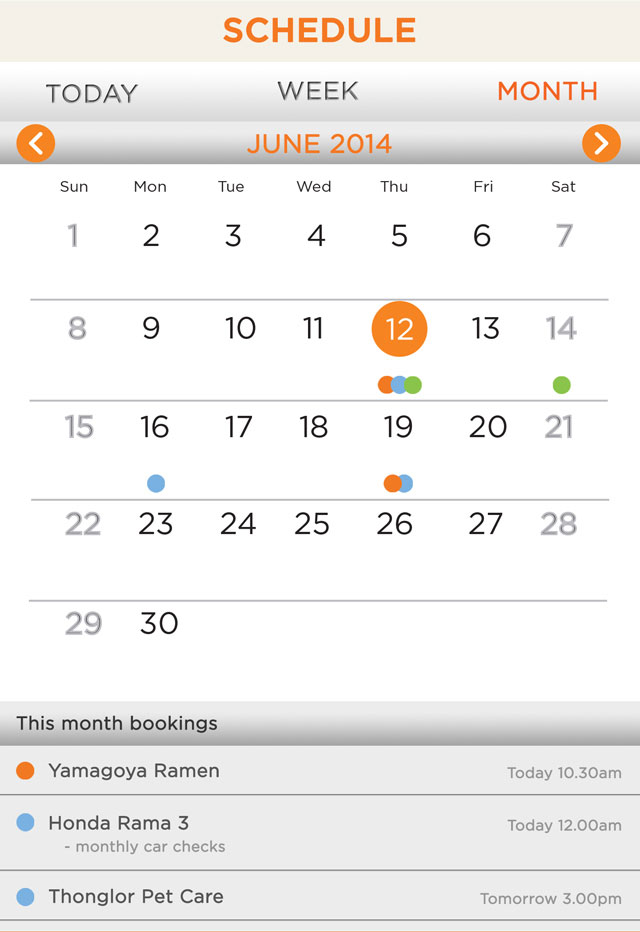 SCHEDULE
TODAY WEEK MONTH
JUNE 2014
Sun Mon Tue Wed Thu Fri Sat
1 2 3 4 5 6 7
8 9 10 11 12 13 14
15 16 17 18 19 20 21
22 23 24 25 26 27 28
29 30
This month bookings
Yamagoya Ramen Today 10.30am
Honda Rama 3 Today 12.00am
- monthly car checks
Thonglor Pet Care Tomorrow 3.00pm